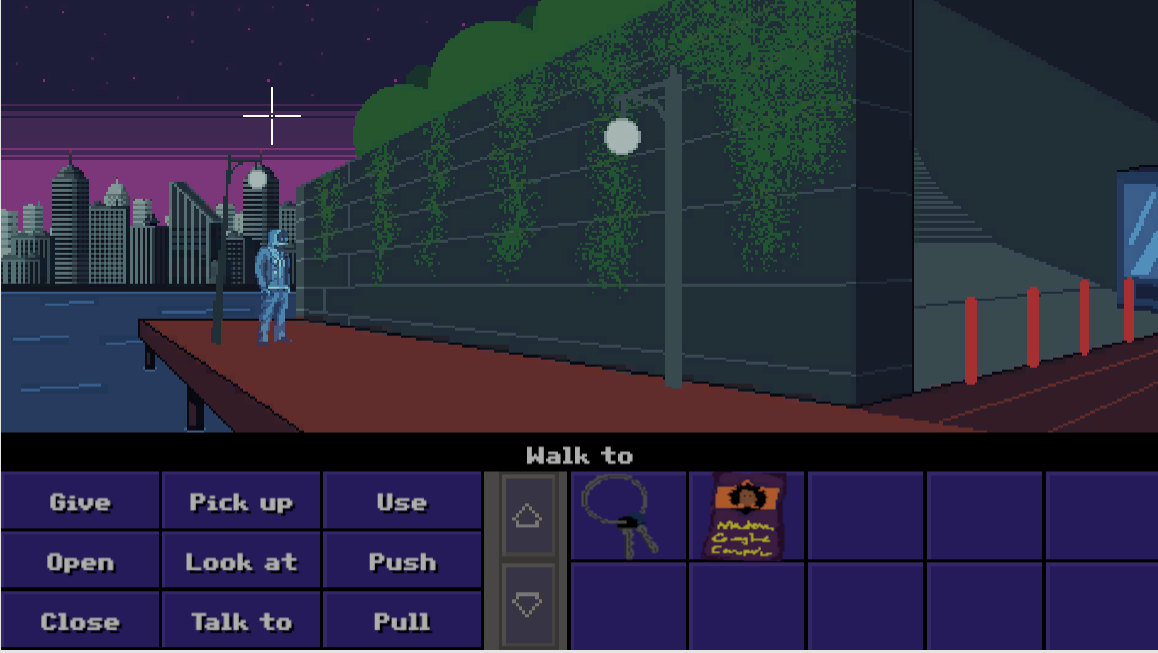 Walk to
Give
Pick up
Use
Open
Look at
Push
Close
Talk to
Pull